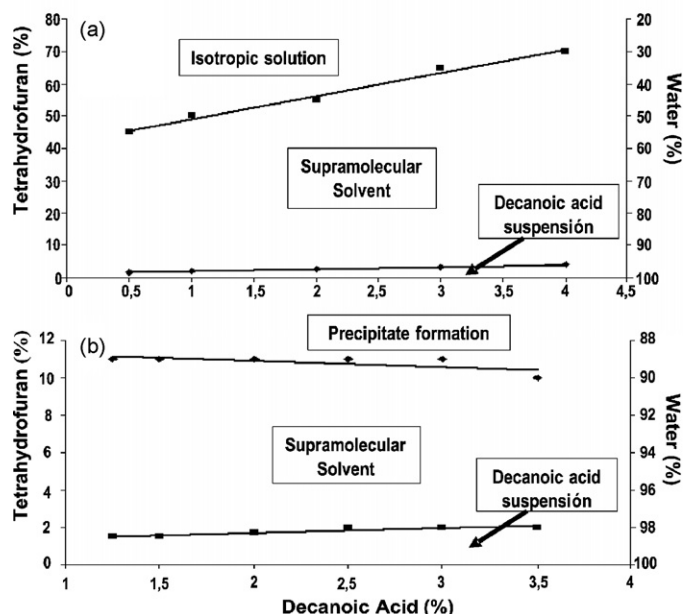 (a)
Tetrahydrofuran (%)
80
70
60
50
40
30
20
10
0
Isotropic solution
Supramolecular
Solvent
Decanoic acid
suspensión
20
30
40
50
60
70
80
90
100
Water (%)
0
0,5
1
1,5
2
2,5
3
3,5
4
4,5
(b)
Tetrahydrofuran (%)
12
10
8
6
4
2
0
Precipitate formation
Supramolecular
Solvent
Decanoic acid
suspensión
88
90
92
94
96
98
100
Water (%)
1
1,5
2
2,5
3
3,5
4
Decanoic Acid (%)